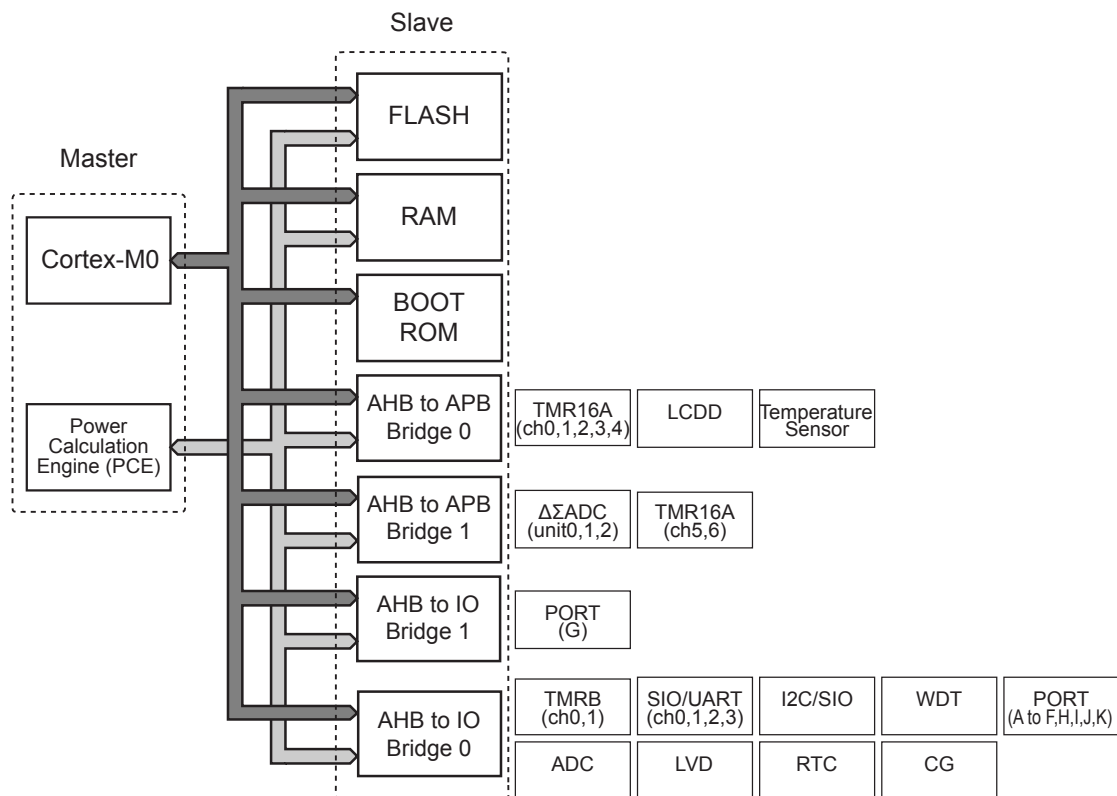 Slave
Master
FLASH
RAM
Cortex-M0
BOOT
ROM
AHB to APB
Bridge 0
TMR16A
(ch0,1,2,3,4)
LCDD
Temperature
Sensor
Power
Calculation
Engine (PCE)
AHB to APB
Bridge 1
ΔΣADC
(unit0,1,2)
TMR16A
(ch5,6)
AHB to IO
Bridge 1
PORT
(G)
AHB to IO
Bridge 0
TMRB
(ch0,1)
SIO/UART
(ch0,1,2,3)
I2C/SIO
WDT
PORT
(A to F,H,I,J,K)
ADC
LVD
RTC
CG